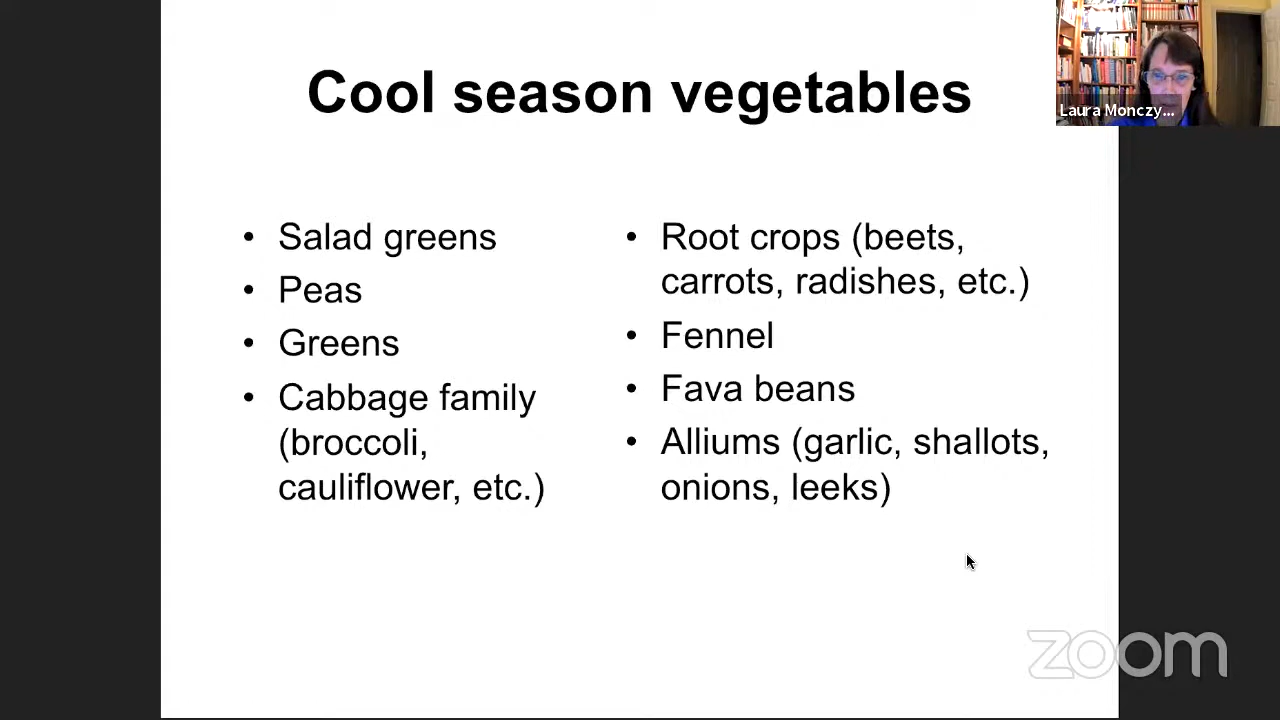 Cool season vegetables
Laura Monczy...
• Salad greens
• Peas
• Greens
• Cabbage family
(broccoli,
cauliflower, etc.)
• Root crops (beets,
carrots, radishes, etc.)
• Fennel
• Fava beans
• Alliums (garlic, shallots,
onions, leeks)
zoom